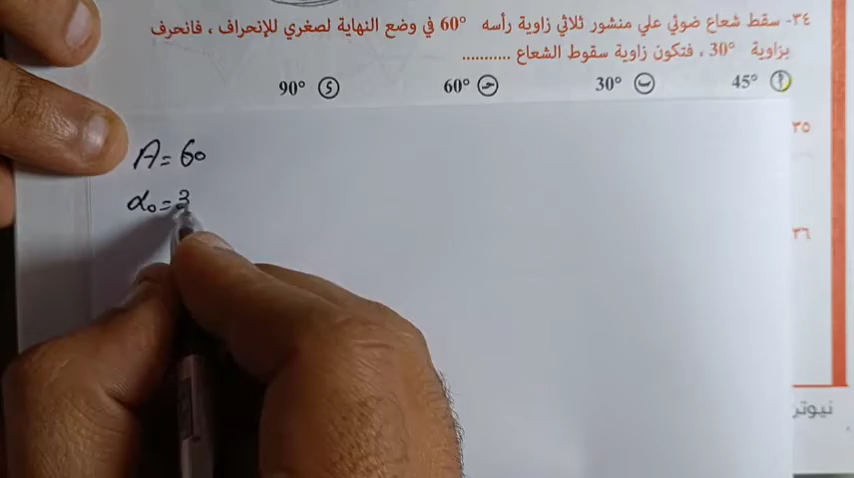 ٣٤- سقط شعاع ضوئي علي منشور ثلاثي زاوية رأسه 60° في وضع النهاية لصغري للإنحراف ، فانحرف
بزاوية 30° ، فتكون زاوية سقوط الشعاع ...........
أ 45° ب 30° ج 60° د 90°
٣٥
A = 60
α₀ = 3
٣٦
نيوتن